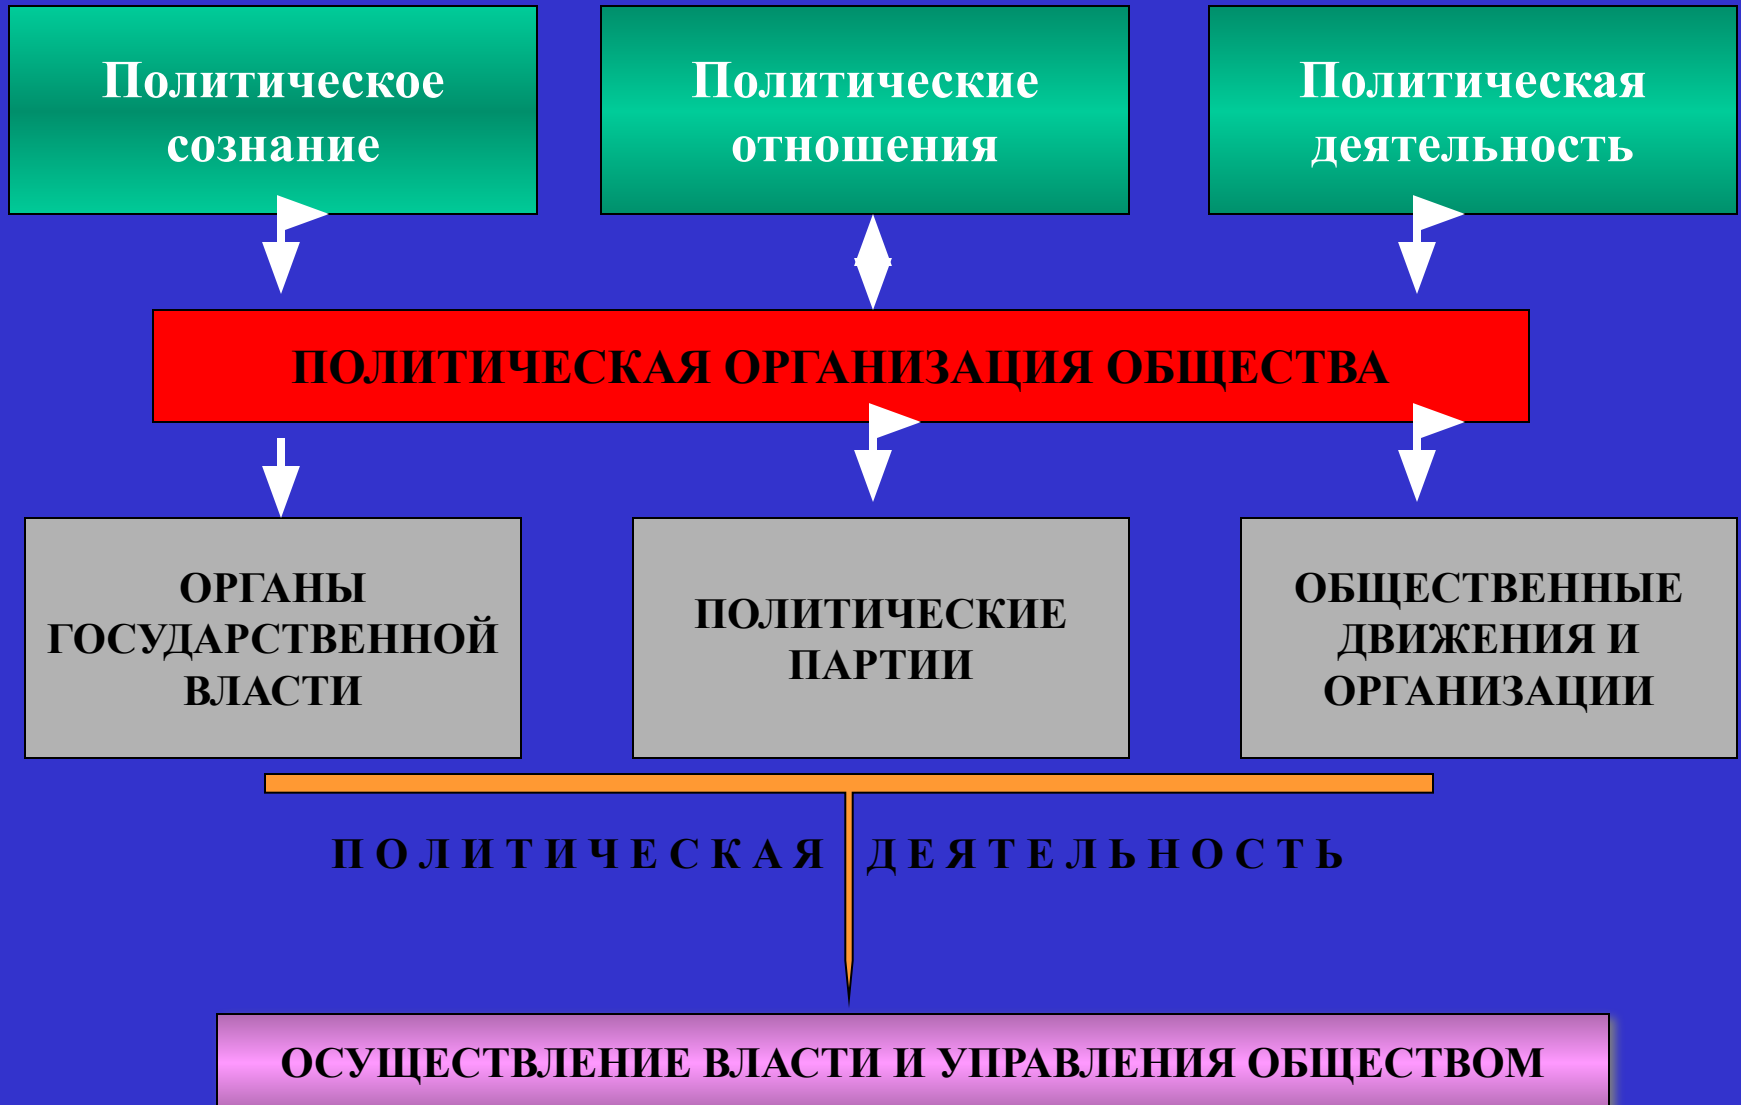 Политическое
сознание
Политические
отношения
Политическая
деятельность
ПОЛИТИЧЕСКАЯ ОРГАНИЗАЦИЯ ОБЩЕСТВА
ОРГАНЫ
ГОСУДАРСТВЕННОЙ
ВЛАСТИ
ПОЛИТИЧЕСКИЕ
ПАРТИИ
ОБЩЕСТВЕННЫЕ
ДВИЖЕНИЯ И
ОРГАНИЗАЦИИ
П О Л И Т И Ч Е С К А Я Д Е Я Т Е Л Ь Н О С Т Ь
ОСУЩЕСТВЛЕНИЕ ВЛАСТИ И УПРАВЛЕНИЯ ОБЩЕСТВОМ